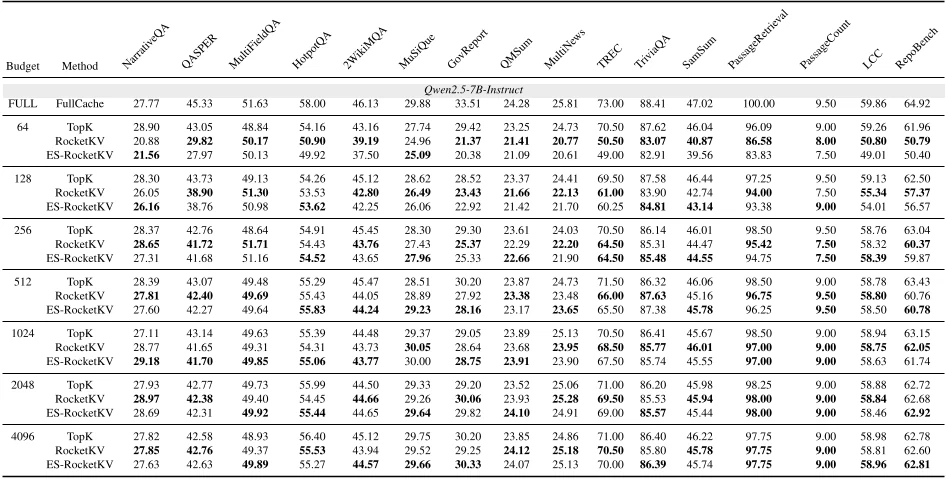 Budget Method NarrativeQA QASPER MultiFieldQA HotpotQA 2WikiMQA MuSiQue GovReport QMSum MultiNews TREC TriviaQA SamSum PassageRetrieval PassageCount LCC RepoBench
Qwen2.5-7B-Instruct
FULL FullCache 27.77 45.33 51.63 58.00 46.13 29.88 33.51 24.28 25.81 73.00 88.41 47.02 100.00 9.50 59.86 64.92
64 TopK 28.90 43.05 48.84 54.16 43.16 27.74 29.42 23.25 24.73 70.50 87.62 46.04 96.09 9.00 59.26 61.96
RocketKV 20.88 29.82 50.17 50.90 39.19 24.96 21.37 21.41 20.77 50.50 83.07 40.87 86.58 8.00 50.80 50.79
ES-RocketKV 21.56 27.97 50.13 49.92 37.50 25.09 20.38 21.09 20.61 49.00 82.91 39.56 83.83 7.50 49.01 50.40
128 TopK 28.30 43.73 49.13 54.26 45.12 28.62 28.52 23.37 24.41 69.50 87.58 46.44 97.25 9.50 59.13 62.50
RocketKV 26.05 38.90 51.30 53.53 42.80 26.49 23.43 21.66 22.13 61.00 83.90 42.74 94.00 7.50 55.34 57.37
ES-RocketKV 26.16 38.76 50.98 53.62 42.25 26.06 22.92 21.42 21.70 60.25 84.81 43.14 93.38 9.00 54.01 56.57
256 TopK 28.37 42.76 48.64 54.91 45.45 28.30 29.30 23.61 24.03 70.50 86.14 46.01 98.50 9.50 58.76 63.04
RocketKV 28.65 41.72 51.71 54.43 43.76 27.43 25.37 22.29 22.20 64.50 85.31 44.47 95.42 7.50 58.32 60.37
ES-RocketKV 27.31 41.68 51.16 54.52 43.65 27.96 25.33 22.66 21.90 64.50 85.48 44.55 94.75 7.50 58.39 59.87
512 TopK 28.39 43.07 49.48 55.29 45.47 28.51 30.20 23.87 24.73 71.50 86.32 46.06 98.50 9.00 58.78 63.43
RocketKV 27.81 42.40 49.69 55.43 44.05 28.89 27.92 23.38 23.48 66.00 87.63 45.16 96.75 9.50 58.80 60.76
ES-RocketKV 27.60 42.27 49.64 55.83 44.24 29.23 28.16 23.17 23.65 65.50 87.38 45.78 96.25 9.50 58.50 60.78
1024 TopK 27.11 43.14 49.63 55.39 44.48 29.37 29.05 23.89 25.13 70.50 86.41 45.67 98.50 9.00 58.94 63.15
RocketKV 28.77 41.65 49.31 54.31 43.73 30.05 28.64 23.68 23.95 68.50 85.77 46.01 97.00 9.00 58.75 62.05
ES-RocketKV 29.18 41.70 49.85 55.06 43.77 30.00 28.75 23.91 23.90 67.50 85.74 45.55 97.00 9.00 58.63 61.74
2048 TopK 27.93 42.77 49.73 55.99 44.50 29.33 29.20 23.52 25.06 71.00 86.20 45.98 98.25 9.00 58.88 62.72
RocketKV 28.97 42.38 49.40 54.45 44.66 29.26 30.06 23.93 25.28 69.50 85.53 45.94 98.00 9.00 58.84 62.68
ES-RocketKV 28.69 42.31 49.92 55.44 44.65 29.64 29.82 24.10 24.91 69.00 85.57 45.44 98.00 9.00 58.46 62.92
4096 TopK 27.82 42.58 48.93 56.40 45.12 29.75 30.20 23.85 24.86 71.00 86.40 46.22 97.75 9.00 58.98 62.78
RocketKV 27.85 42.76 49.37 55.53 43.94 29.52 29.25 24.12 25.18 70.50 85.80 45.78 97.75 9.00 58.81 62.60
ES-RocketKV 27.63 42.63 49.89 55.27 44.57 29.66 30.33 24.07 25.13 70.00 86.39 45.74 97.75 9.00 58.96 62.81